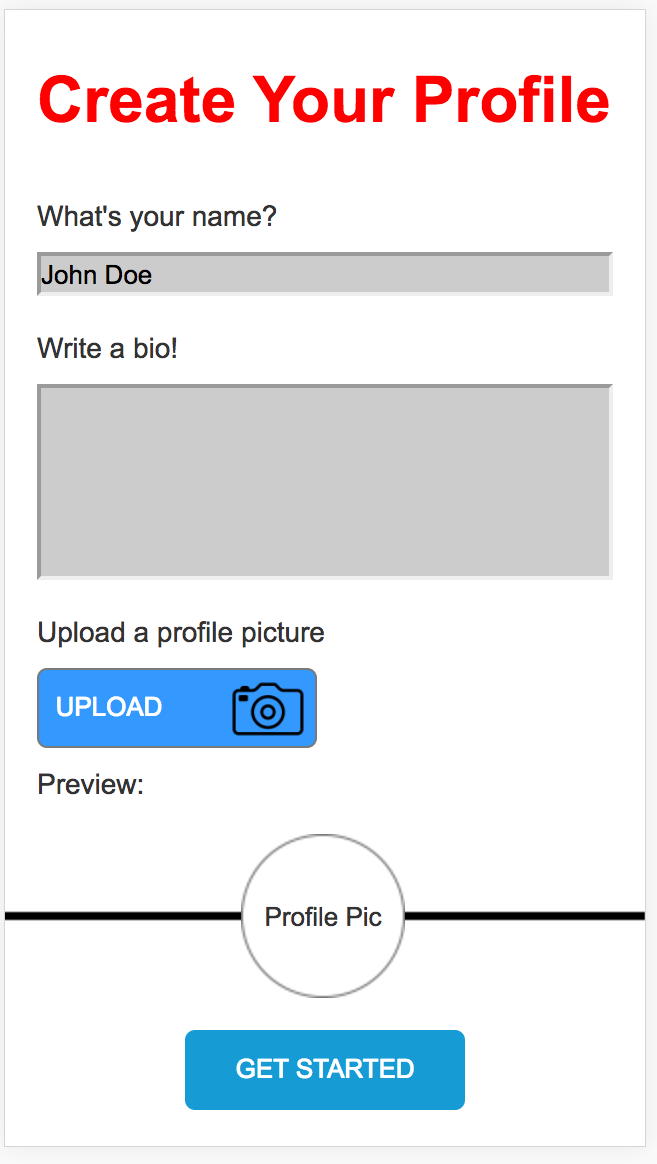 Create Your Profile
What's your name?
John Doe
Write a bio!
Upload a profile picture
UPLOAD
Preview:
Profile Pic
GET STARTED